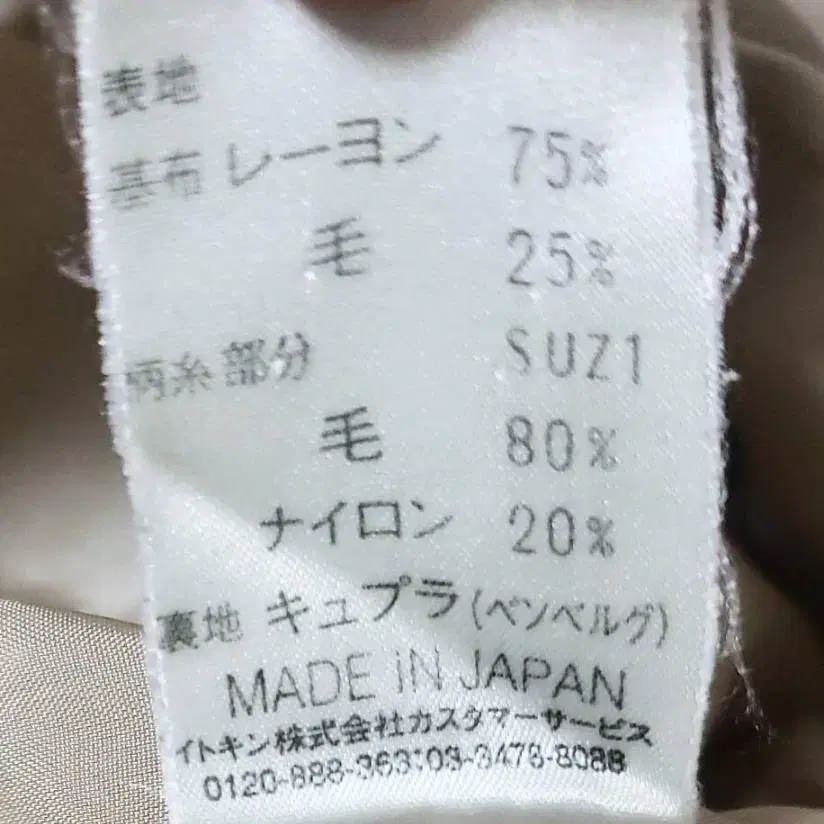 表地
基布 レーヨン 75%
毛 25%
柄糸部分 SUZ1
毛 80%
ナイロン 20%
裏地 キュプラ(ベンベルグ)
MADE iN JAPAN
イトキン株式会社カスタマーサービス
0120-888-363:03-3478-8088